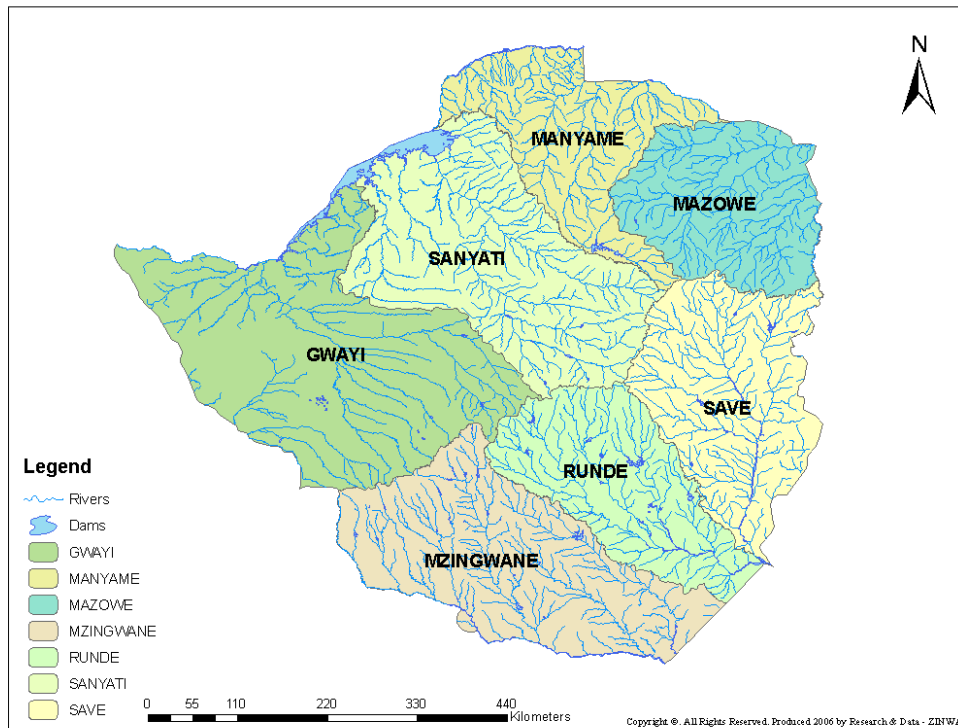 N
MANYAME
MAZOWE
SANYATI
GWAYI
SAVE
RUNDE
MZINGWANE
Legend
Rivers
Dams
GWAYI
MANYAME
MAZOWE
MZINGWANE
RUNDE
SANYATI
SAVE
0 55 110 220 330 440
Kilometers
Copyright ©. All Rights Reserved. Produced 2006 by Research & Data - ZINWA